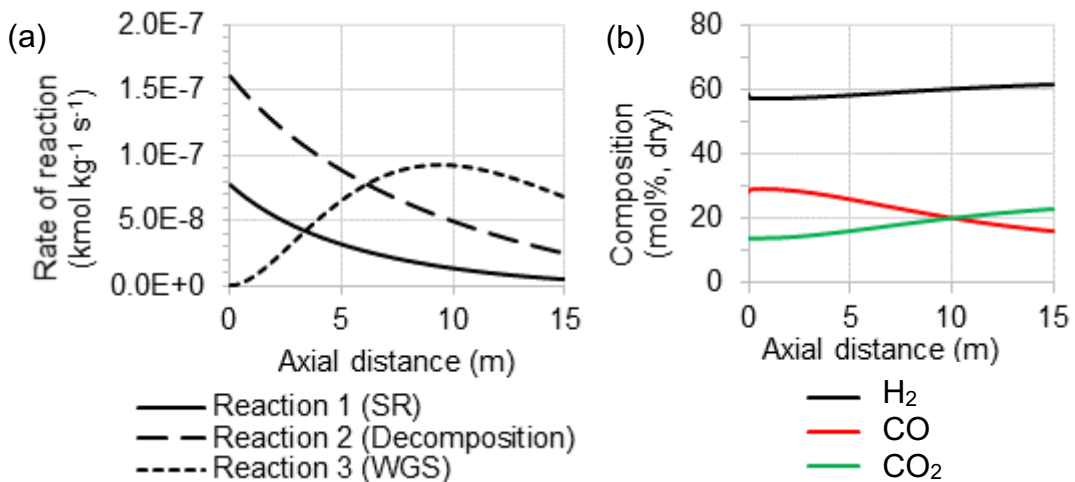 (a)
Rate of reaction
(kmol kg⁻¹ s⁻¹)
2.0E-7
1.5E-7
1.0E-7
5.0E-8
0.0E+0
0 5 10 15
Axial distance (m)
Reaction 1 (SR)
Reaction 2 (Decomposition)
Reaction 3 (WGS)
(b)
Composition
(mol%, dry)
80
60
40
20
0
0 5 10 15
Axial distance (m)
H₂
CO
CO₂